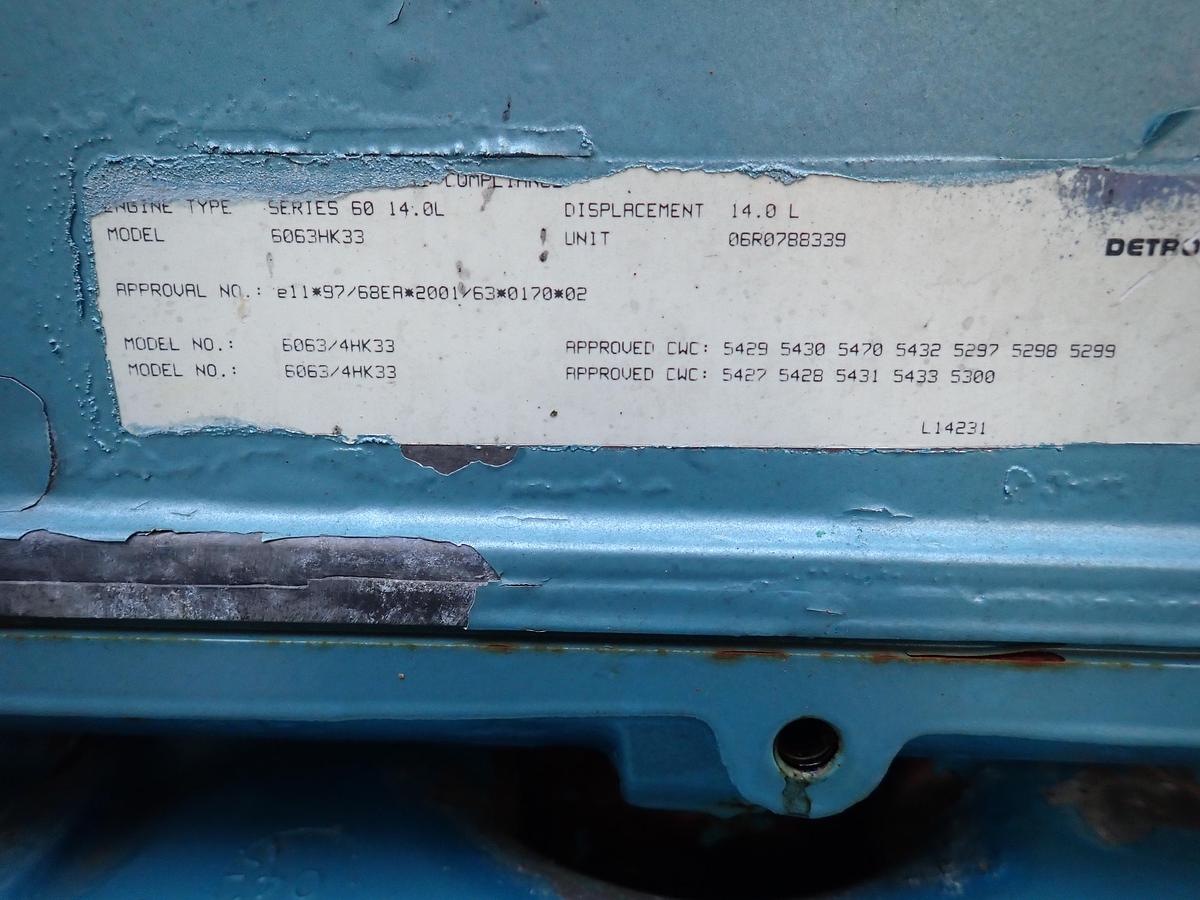 COMPLIANCE
ENGINE TYPE SERIES 60 14.0L DISPLACEMENT 14.0 L
MODEL 6063HK33 UNIT 06R0788339
DETRO
APPROVAL NO.: e11*97/68EA*2001/63*0170*02
MODEL NO.: 6063/4HK33 APPROVED CWC: 5429 5430 5470 5432 5297 5298 5299
MODEL NO.: 6063/4HK33 APPROVED CWC: 5427 5428 5431 5433 5300
L14231